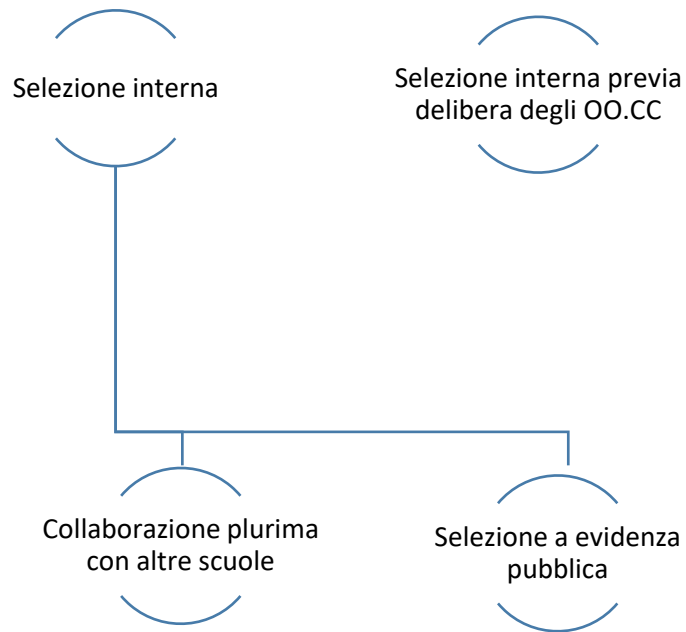 Selezione interna
Selezione interna previa
delibera degli OO.CC
Collaborazione plurima
con altre scuole
Selezione a evidenza
pubblica